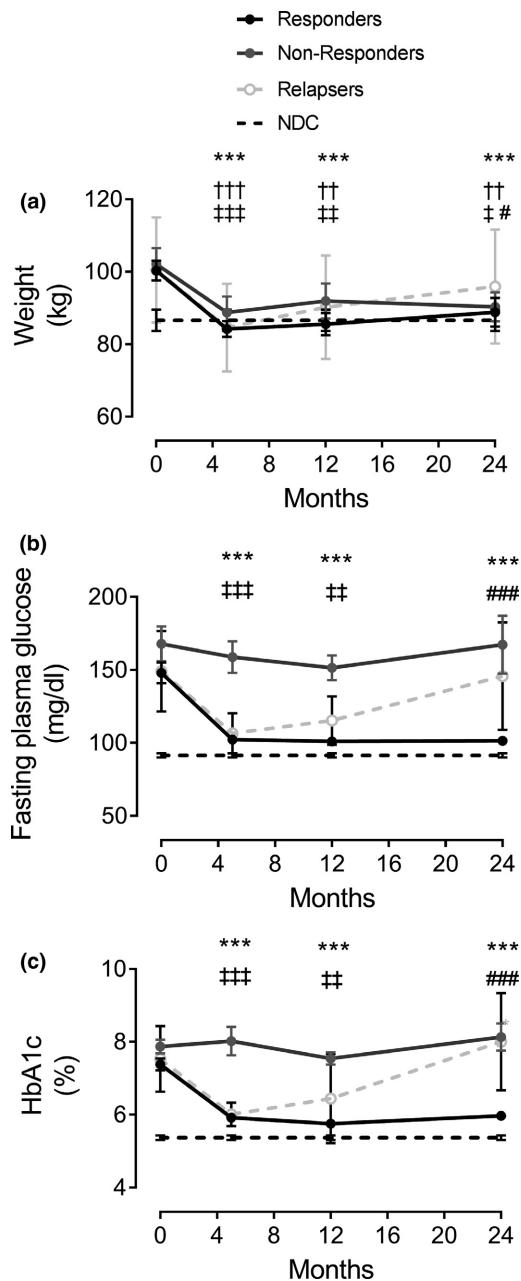 Responders
Non-Responders
Relapsers
NDC
(a)
*** *** ***
††† †† ††
‡‡‡ ‡‡ ‡ #
120
100
80
60
Weight
(kg)
0 4 8 12 16 20 24
Months
(b)
*** *** ***
‡‡‡ ‡‡ ###
200
150
100
50
Fasting plasma glucose
(mg/dl)
0 4 8 12 16 20 24
Months
(c)
*** *** ***
‡‡‡ ‡‡ ###
10
8
6
4
*
HbA1c
(%)
0 4 8 12 16 20 24
Months